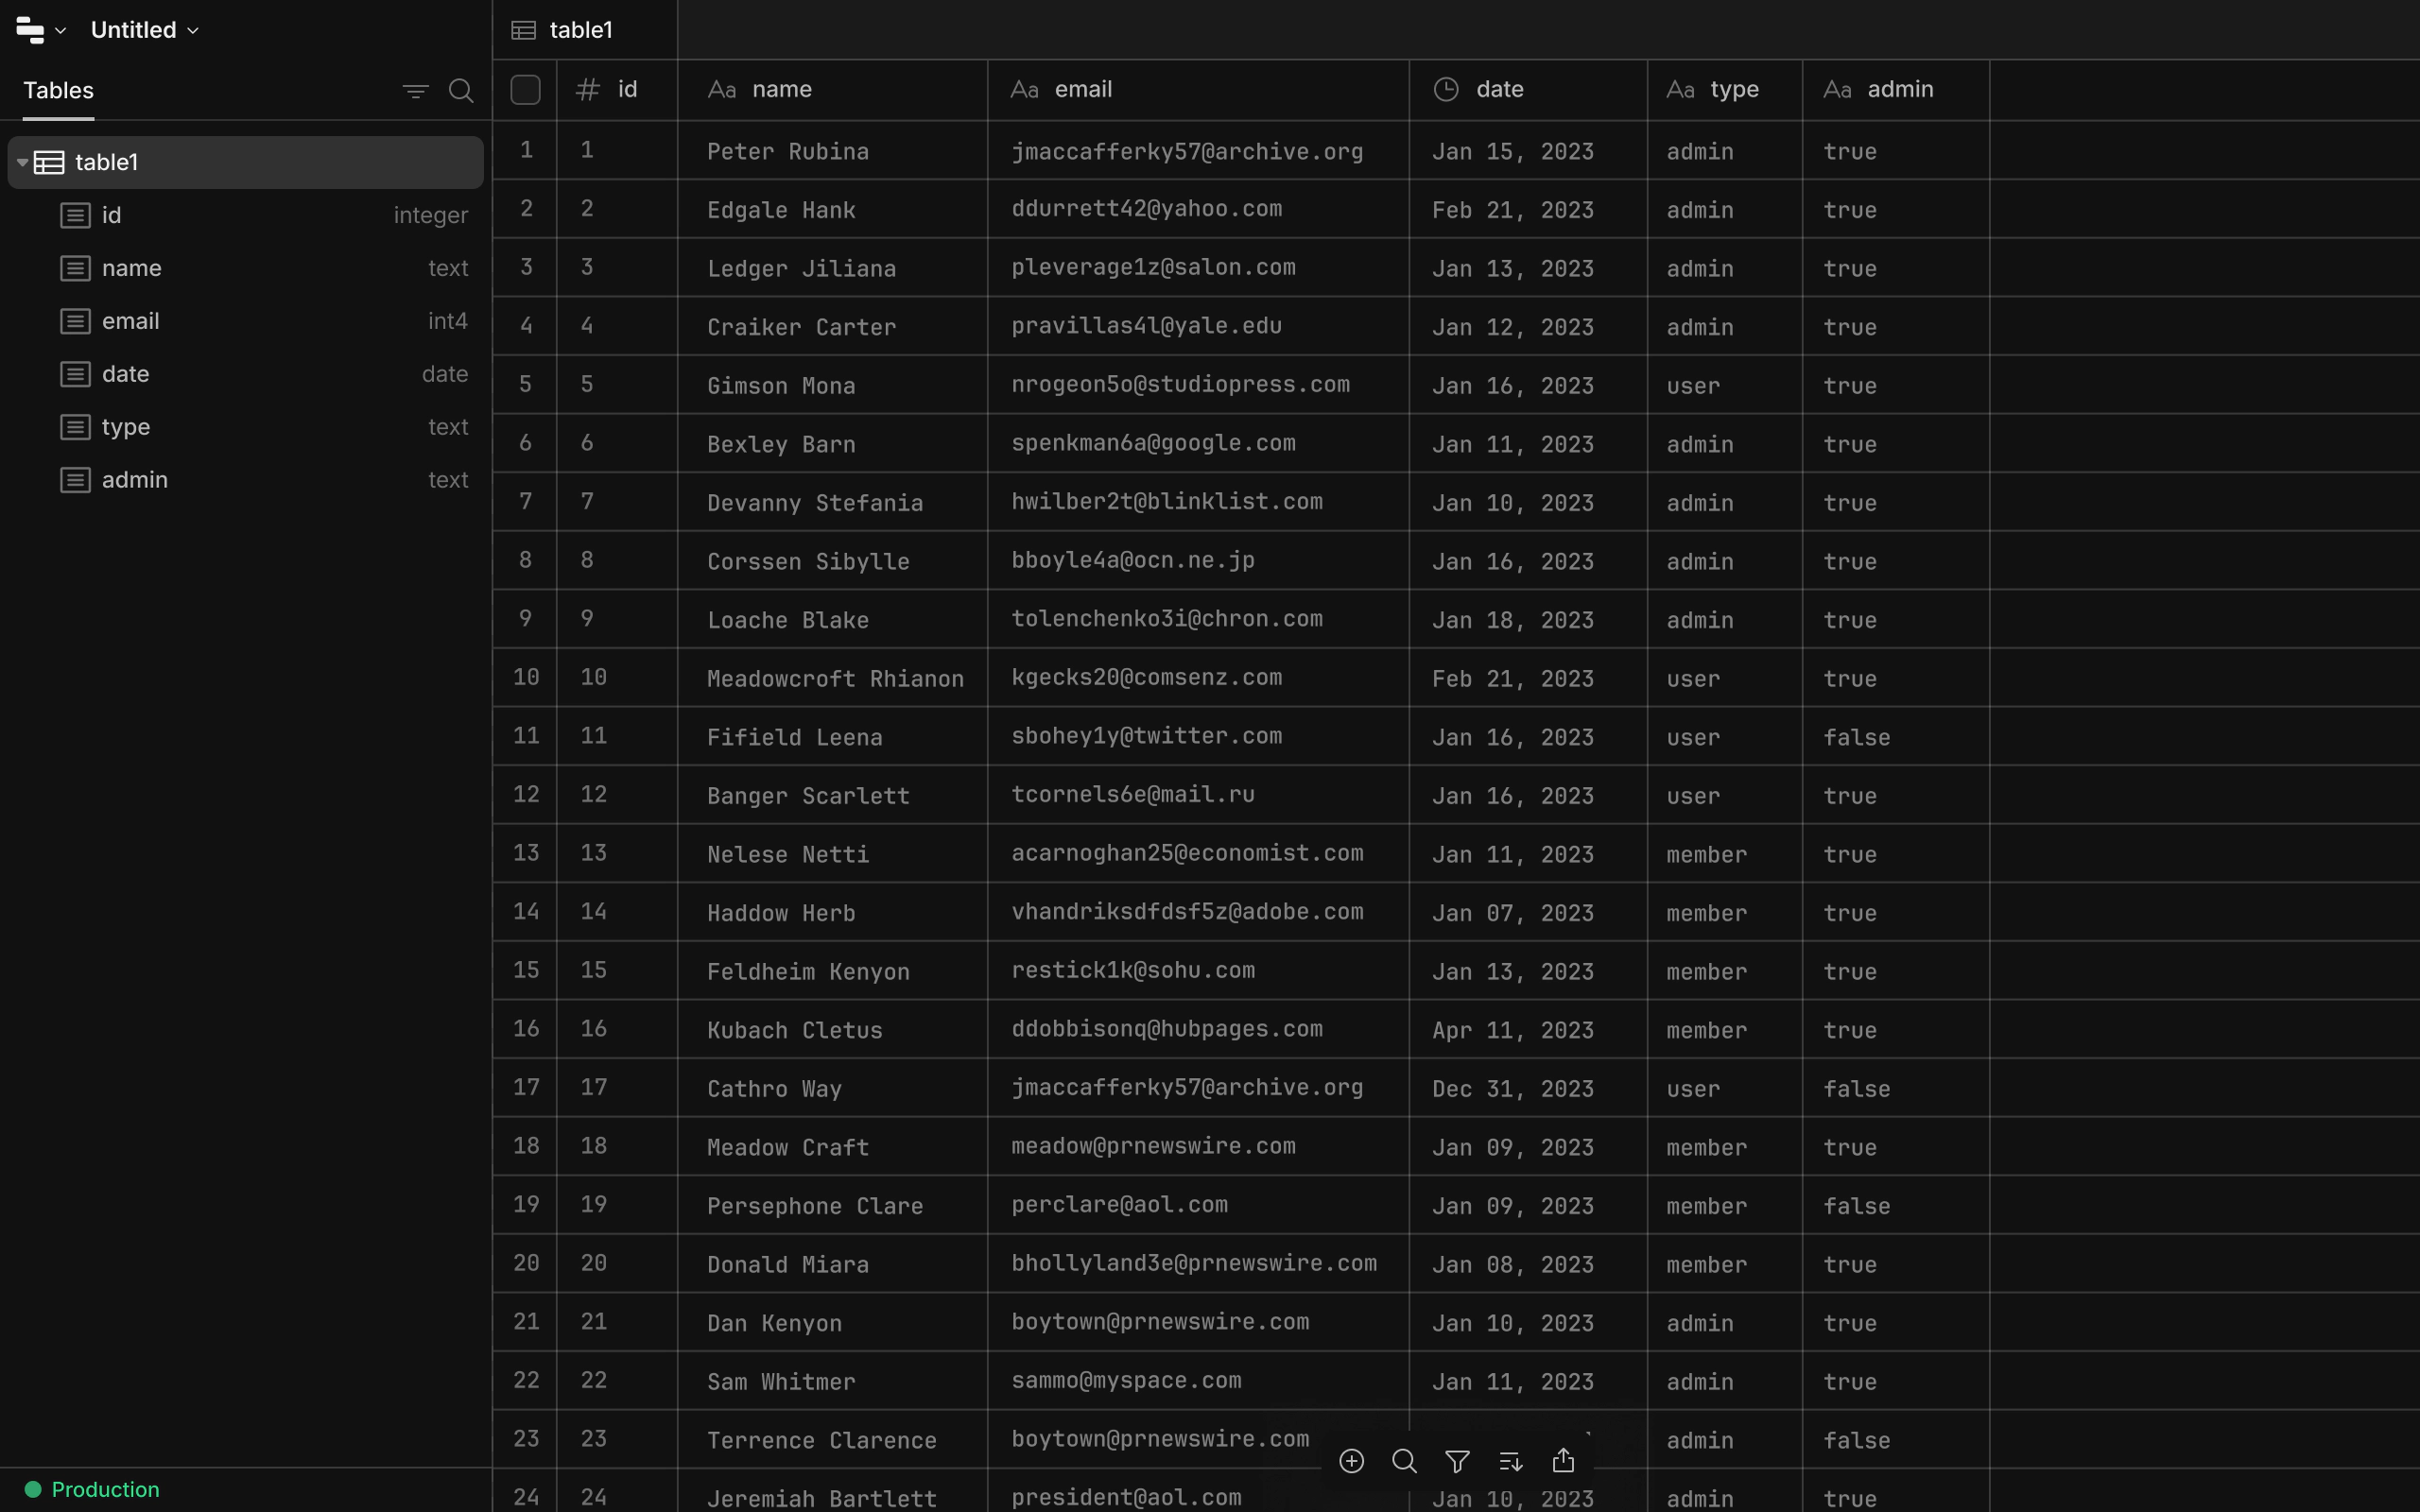 Untitled
table1
Tables
table1
id integer
name text
email int4
date date
type text
admin text
Production
id name email date type admin
1 1 Peter Rubina jmaccafferky57@archive.org Jan 15, 2023 admin true
2 2 Edgale Hank ddurrett42@yahoo.com Feb 21, 2023 admin true
3 3 Ledger Jiliana pleverage1z@salon.com Jan 13, 2023 admin true
4 4 Craiker Carter pravillas4l@yale.edu Jan 12, 2023 admin true
5 5 Gimson Mona nrogeon5o@studiopress.com Jan 16, 2023 user true
6 6 Bexley Barn spenkman6a@google.com Jan 11, 2023 admin true
7 7 Devanny Stefania hwilber2t@blinklist.com Jan 10, 2023 admin true
8 8 Corssen Sibylle bboyle4a@ocn.ne.jp Jan 16, 2023 admin true
9 9 Loache Blake tolenchenko3i@chron.com Jan 18, 2023 admin true
10 10 Meadowcroft Rhianon kgecks20@comsenz.com Feb 21, 2023 user true
11 11 Fifield Leena sbohey1y@twitter.com Jan 16, 2023 user false
12 12 Banger Scarlett tcornels6e@mail.ru Jan 16, 2023 user true
13 13 Nelese Netti acarnoghan25@economist.com Jan 11, 2023 member true
14 14 Haddow Herb vhandriksdfdsf5z@adobe.com Jan 07, 2023 member true
15 15 Feldheim Kenyon restick1k@sohu.com Jan 13, 2023 member true
16 16 Kubach Cletus ddobbisonq@hubpages.com Apr 11, 2023 member true
17 17 Cathro Way jmaccafferky57@archive.org Dec 31, 2023 user false
18 18 Meadow Craft meadow@prnewswire.com Jan 09, 2023 member true
19 19 Persephone Clare perclare@aol.com Jan 09, 2023 member false
20 20 Donald Miara bhollyland3e@prnewswire.com Jan 08, 2023 member true
21 21 Dan Kenyon boytown@prnewswire.com Jan 10, 2023 admin true
22 22 Sam Whitmer sammo@myspace.com Jan 11, 2023 admin true
23 23 Terrence Clarence boytown@prnewswire.com admin false
24 24 Jeremiah Bartlett president@aol.com Jan 10, 2023 admin true